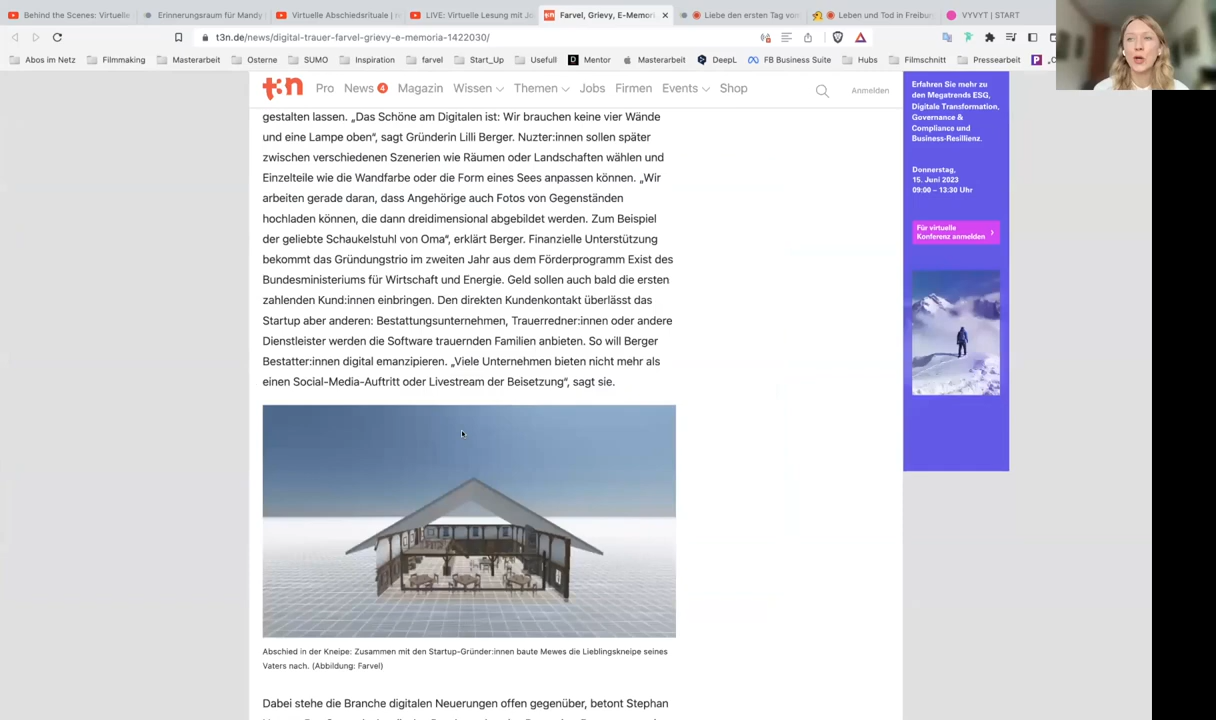 Behind the Scenes: Virtuelle
Erinnerungsraum für Mandy
Virtuelle Abschiedsrituale |
LIVE: Virtuelle Lesung mit
Farvel, Grievy, E-Memori
Liebe den ersten Tag vom
Leben und Tod in Freiburg
VYVYT | START
t3n.de/news/digital-trauer-farvel-grievy-e-memoria-1422030/
Abos im Netz
Filmmaking
Masterarbeit
Osterne
SUMO
Inspiration
farvel
Start_Up
Usefull
Mentor
Masterarbeit
DeepL
FB Business Suite
Hubs
Filmschnitt
Pressearbeit
t3n
Pro
News 4
Magazin
Wissen
Themen
Jobs
Firmen
Events
Shop
Anmelden
gestalten lassen. „Das Schöne am Digitalen ist: Wir brauchen keine vier Wände
und eine Lampe oben“, sagt Gründerin Lilli Berger. Nutzer:innen sollen später
zwischen verschiedenen Szenerien wie Räumen oder Landschaften wählen und
Einzelteile wie die Wandfarbe oder die Form eines Sees anpassen können. „Wir
arbeiten gerade daran, dass Angehörige auch Fotos von Gegenständen
hochladen können, die dann dreidimensional abgebildet werden. Zum Beispiel
der geliebte Schaukelstuhl von Oma“, erklärt Berger. Finanzielle Unterstützung
bekommt das Gründungstrio im zweiten Jahr aus dem Förderprogramm Exist des
Bundesministeriums für Wirtschaft und Energie. Geld sollen auch bald die ersten
zahlenden Kund:innen einbringen. Den direkten Kundenkontakt überlässt das
Startup aber anderen: Bestattungsunternehmen, Trauerredner:innen oder andere
Dienstleister werden die Software trauernden Familien anbieten. So will Berger
Bestatter:innen digital emanzipieren. „Viele Unternehmen bieten nicht mehr als
einen Social-Media-Auftritt oder Livestream der Beisetzung“, sagt sie.
Abschied in der Kneipe: Zusammen mit den Startup-Gründer:innen baute Mewes die Lieblingskneipe seines
Vaters nach. (Abbildung: Farvel)
Dabei stehe die Branche digitalen Neuerungen offen gegenüber, betont Stephan
Erfahren Sie mehr zu
den Megatrends ESG,
Digitale Transformation,
Governance &
Compliance und
Business-Resillienz.
Donnerstag,
15. Juni 2023
09:00 – 13:30 Uhr
Für virtuelle
Konferenz anmelden